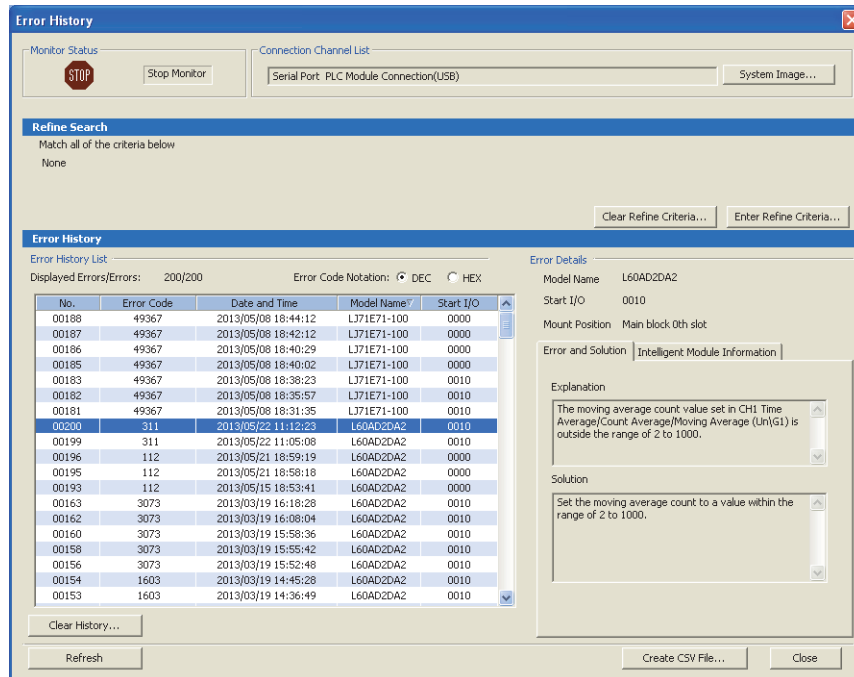 Error History
Monitor Status
STOP
Stop Monitor
Connection Channel List
Serial Port PLC Module Connection(USB)
System Image...
Refine Search
Match all of the criteria below
None
Clear Refine Criteria...
Enter Refine Criteria...
Error History
Error History List
Displayed Errors/Errors: 200/200 Error Code Notation: DEC HEX
No. Error Code Date and Time Model Name Start I/O
00188 49367 2013/05/08 18:44:12 LJ71E71-100 0000
00187 49367 2013/05/08 18:42:12 LJ71E71-100 0000
00186 49367 2013/05/08 18:40:29 LJ71E71-100 0000
00185 49367 2013/05/08 18:40:02 LJ71E71-100 0000
00183 49367 2013/05/08 18:38:23 LJ71E71-100 0010
00182 49367 2013/05/08 18:35:57 LJ71E71-100 0010
00181 49367 2013/05/08 18:31:35 LJ71E71-100 0010
00200 311 2013/05/22 11:12:23 L60AD2DA2 0010
00199 311 2013/05/22 11:05:08 L60AD2DA2 0010
00196 112 2013/05/21 18:59:19 L60AD2DA2 0000
00195 112 2013/05/21 18:58:18 L60AD2DA2 0000
00193 112 2013/05/15 18:53:41 L60AD2DA2 0000
00163 3073 2013/03/19 16:18:28 L60AD2DA2 0010
00162 3073 2013/03/19 16:08:04 L60AD2DA2 0010
00160 3073 2013/03/19 15:58:36 L60AD2DA2 0010
00158 3073 2013/03/19 15:55:42 L60AD2DA2 0010
00156 3073 2013/03/19 15:52:48 L60AD2DA2 0010
00154 1603 2013/03/19 14:45:28 L60AD2DA2 0010
00153 1603 2013/03/19 14:36:49 L60AD2DA2 0010
Clear History...
Error Details
Model Name L60AD2DA2
Start I/O 0010
Mount Position Main block 0th slot
Error and Solution
Intelligent Module Information
Explanation
The moving average count value set in CH1 Time
Average/Count Average/Moving Average (Un\G1) is
outside the range of 2 to 1000.
Solution
Set the moving average count to a value within the
range of 2 to 1000.
Refresh
Create CSV File...
Close